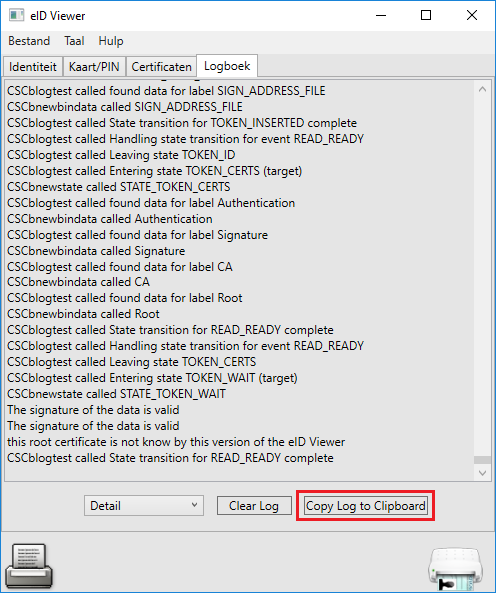 eID Viewer
Bestand Taal Hulp
Identiteit Kaart/PIN Certificaten Logboek
CSCblogtest called found data for label SIGN_ADDRESS_FILE
CSCbnewbindata called SIGN_ADDRESS_FILE
CSCblogtest called State transition for TOKEN_INSERTED complete
CSCblogtest called Handling state transition for event READ_READY
CSCblogtest called Leaving state TOKEN_ID
CSCblogtest called Entering state TOKEN_CERTS (target)
CSCbnewstate called STATE_TOKEN_CERTS
CSCblogtest called found data for label Authentication
CSCbnewbindata called Authentication
CSCblogtest called found data for label Signature
CSCbnewbindata called Signature
CSCblogtest called found data for label CA
CSCbnewbindata called CA
CSCblogtest called found data for label Root
CSCbnewbindata called Root
CSCblogtest called State transition for READ_READY complete
CSCblogtest called Handling state transition for event READ_READY
CSCblogtest called Leaving state TOKEN_CERTS
CSCblogtest called Entering state TOKEN_WAIT (target)
CSCbnewstate called STATE_TOKEN_WAIT
The signature of the data is valid
The signature of the data is valid
this root certificate is not know by this version of the eID Viewer
CSCblogtest called State transition for READ_READY complete
Detail Clear Log Copy Log to Clipboard